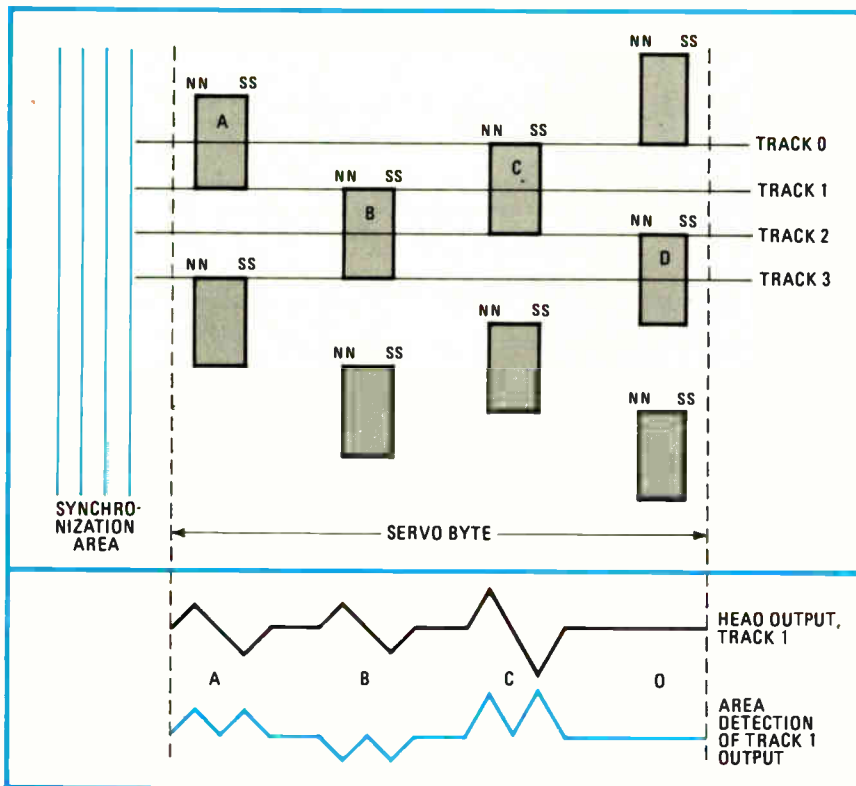 NN SS
NN SS
A
NN SS
C
TRACK 0
NN SS
B
TRACK 1
NN SS
D
TRACK 2
NN SS
TRACK 3
NN SS
NN SS
NN SS
SYNCHRO-
NIZATION
AREA
SERVO BYTE
HEAO OUTPUT,
TRACK 1
A B C O
AREA
DETECTION
OF TRACK 1
OUTPUT